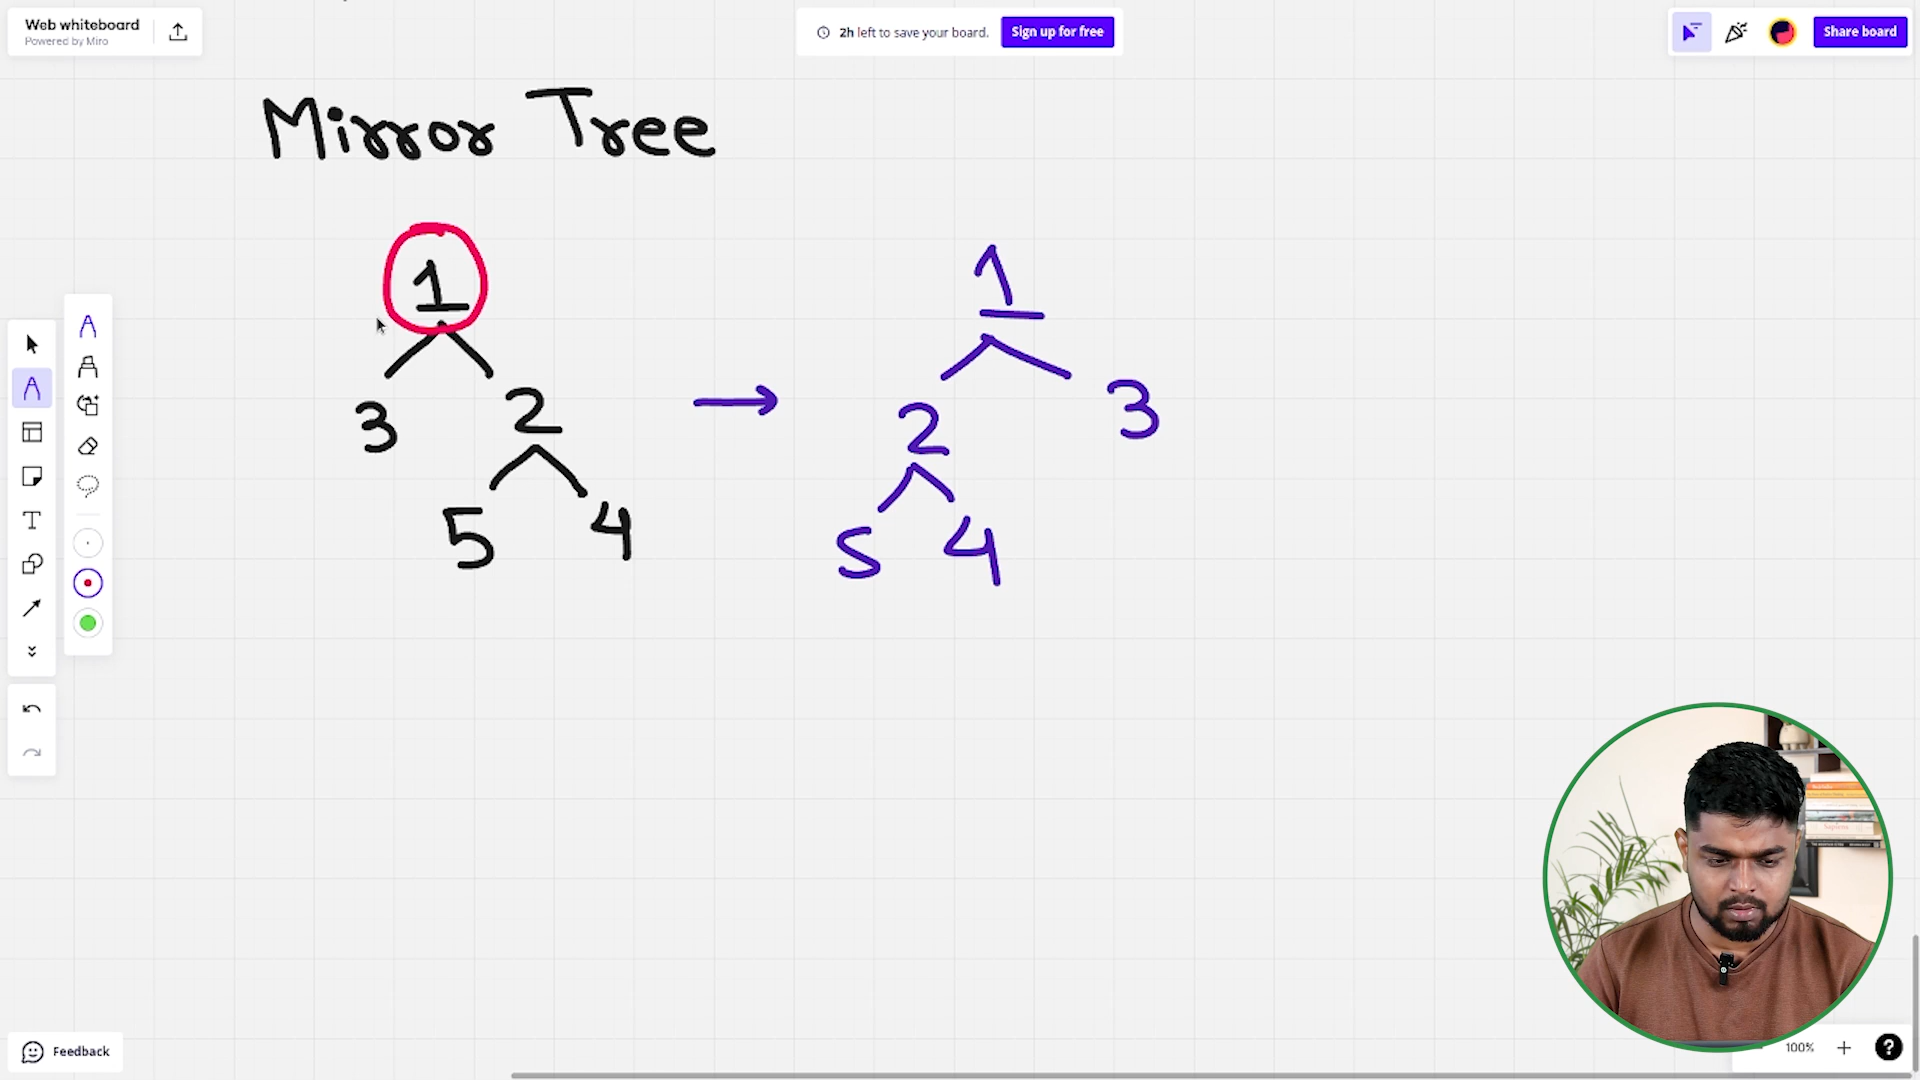 Web whiteboard
Powered by Miro
2h left to save your board.
Sign up for free
Share board
Mirror Tree
1
3 2
5 4
1
2 3
5 4
Feedback
100%